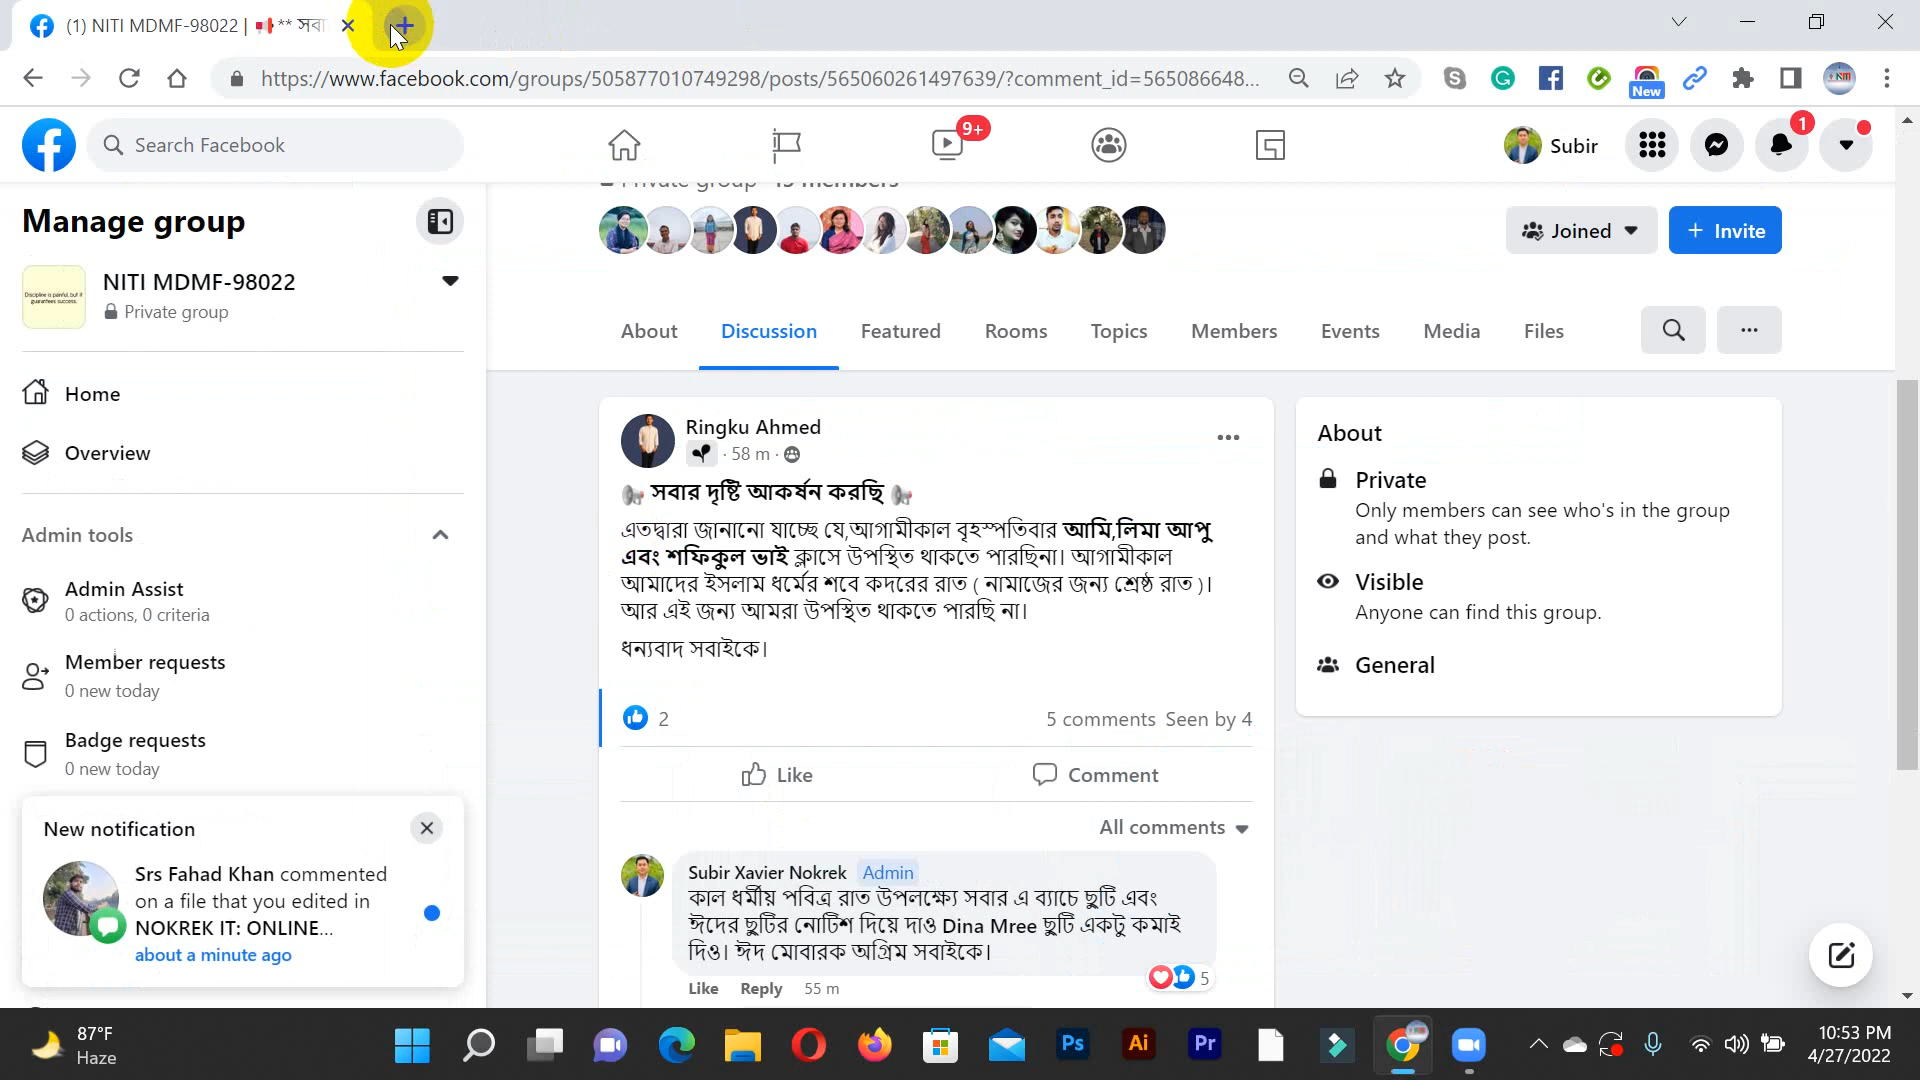 (1) NITI MDMF-98022 | 📢** সবা
https://www.facebook.com/groups/505877010749298/posts/565060261497639/?comment_id=565086648...
New
Search Facebook
9+
Subir
1
Manage group
NITI MDMF-98022
Private group
Home
Overview
Admin tools
Admin Assist
0 actions, 0 criteria
Member requests
0 new today
Badge requests
0 new today
New notification
Srs Fahad Khan commented
on a file that you edited in
NOKREK IT: ONLINE...
about a minute ago
Private group · 13 members
Joined
+ Invite
About Discussion Featured Rooms Topics Members Events Media Files
Ringku Ahmed
· 58 m ·
📢 সবার দৃষ্টি আকর্ষন করছি 📢
এতদ্বারা জানানো যাচ্ছে যে,আগামীকাল বৃহস্পতিবার আমি,লিমা আপু
এবং শফিকুল ভাই ক্লাসে উপস্থিত থাকতে পারছিনা। আগামীকাল
আমাদের ইসলাম ধর্মের শবে কদরের রাত ( নামাজের জন্য শ্রেষ্ঠ রাত )।
আর এই জন্য আমরা উপস্থিত থাকতে পারছি না।
ধন্যবাদ সবাইকে।
2
5 comments Seen by 4
Like
Comment
All comments
Subir Xavier Nokrek Admin
কাল ধর্মীয় পবিত্র রাত উপলক্ষ্যে সবার এ ব্যাচে ছুটি এবং
ঈদের ছুটির নোটিশ দিয়ে দাও Dina Mree ছুটি একটু কমাই
দিও। ঈদ মোবারক অগ্রিম সবাইকে।
5
Like Reply 55 m
About
Private
Only members can see who's in the group
and what they post.
Visible
Anyone can find this group.
General
87°F
Haze
Ps
Ai
Pr
10:53 PM
4/27/2022